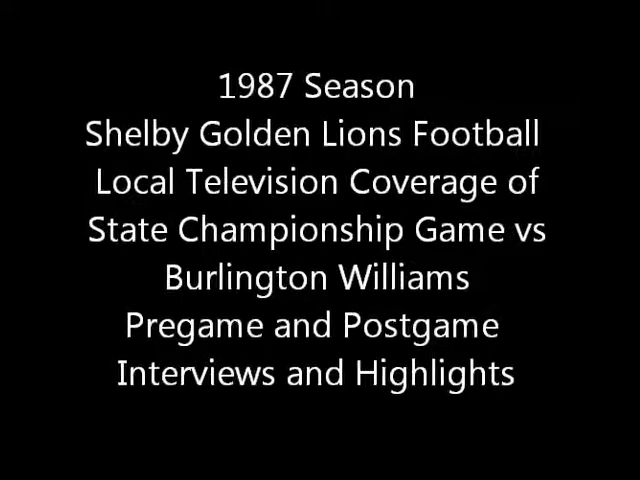 1987 Season
Shelby Golden Lions Football
Local Television Coverage of
State Championship Game vs
Burlington Williams
Pregame and Postgame
Interviews and Highlights